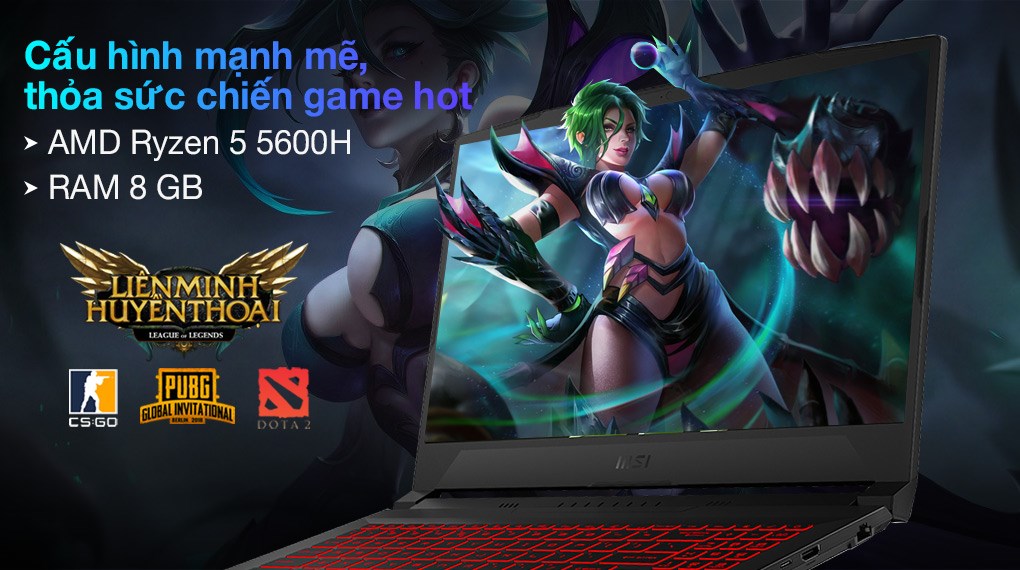 Cấu hình mạnh mẽ,
thỏa sức chiến game hot
AMD Ryzen 5 5600H
RAM 8 GB
LIÊN MINH
HUYỀN THOẠI
LEAGUE OF LEGENDS
CS:GO
PUBG
GLOBAL INVITATIONAL
BERLIN_2018
DOTA 2
msi